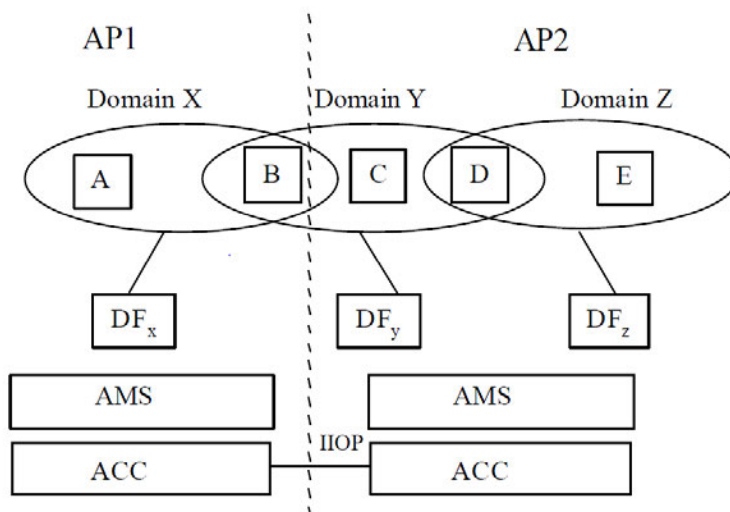 AP1 AP2
Domain X Domain Y Domain Z
A B C D E
DFx DFy DFz
AMS AMS
IIOP
ACC ACC